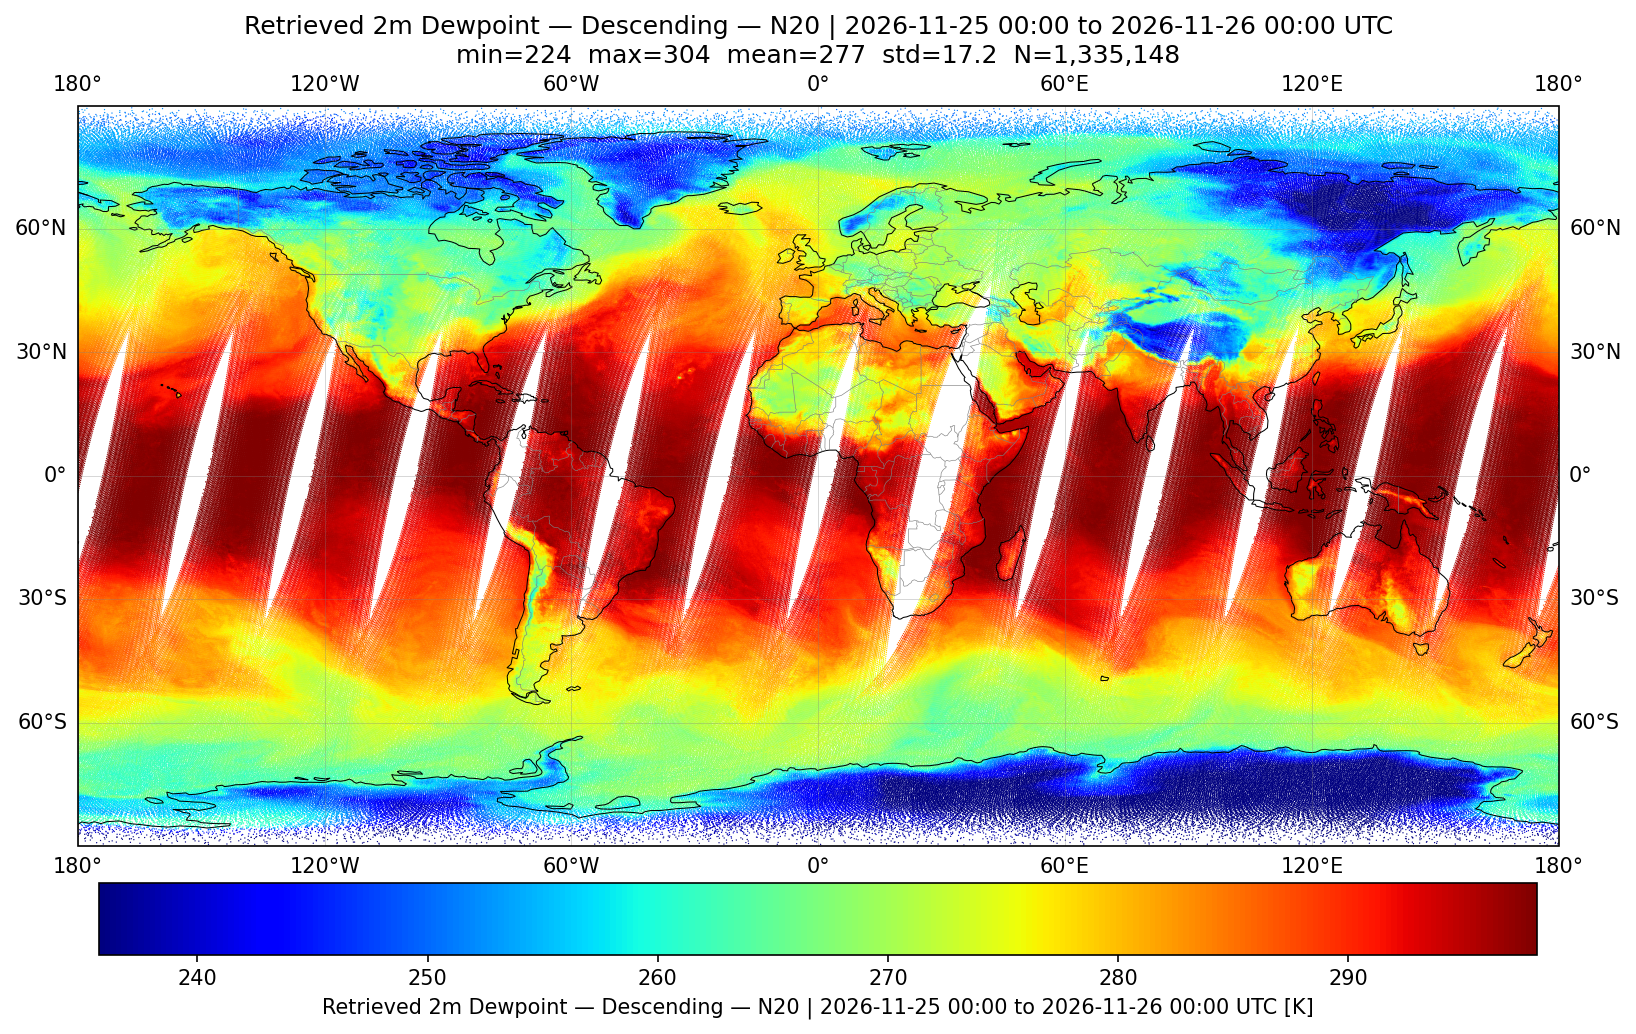 Retrieved 2m Dewpoint — Descending — N20 | 2026-11-25 00:00 to 2026-11-26 00:00 UTC
min=224  max=304  mean=277  std=17.2  N=1,335,148
180° 120°W 60°W 0° 60°E 120°E 180°
60°N 60°N
30°N 30°N
0° 0°
30°S 30°S
60°S 60°S
180° 120°W 60°W 0° 60°E 120°E 180°
240 250 260 270 280 290
Retrieved 2m Dewpoint — Descending — N20 | 2026-11-25 00:00 to 2026-11-26 00:00 UTC [K]